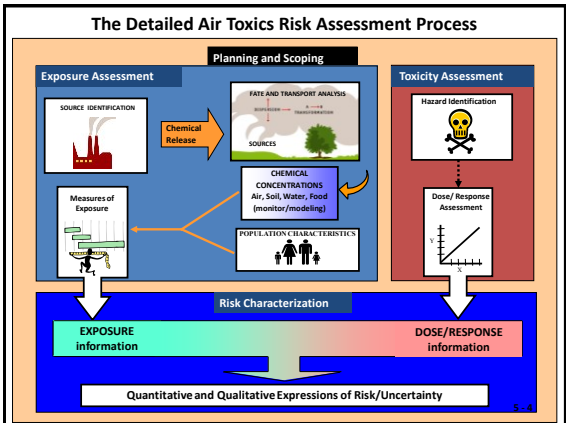 The Detailed Air Toxics Risk Assessment Process
Planning and Scoping
Exposure Assessment
SOURCE IDENTIFICATION
Chemical
Release
FATE AND TRANSPORT ANALYSIS
DISPERSION
A B
TRANSFORMATION
SOURCES
CHEMICAL
CONCENTRATIONS
Air, Soil, Water, Food
(monitor/modeling)
POPULATION CHARACTERISTICS
Measures of
Exposure
Toxicity Assessment
Hazard Identification
Dose/ Response
Assessment
Y
X
Risk Characterization
EXPOSURE
information
DOSE/RESPONSE
information
Quantitative and Qualitative Expressions of Risk/Uncertainty
S - 4